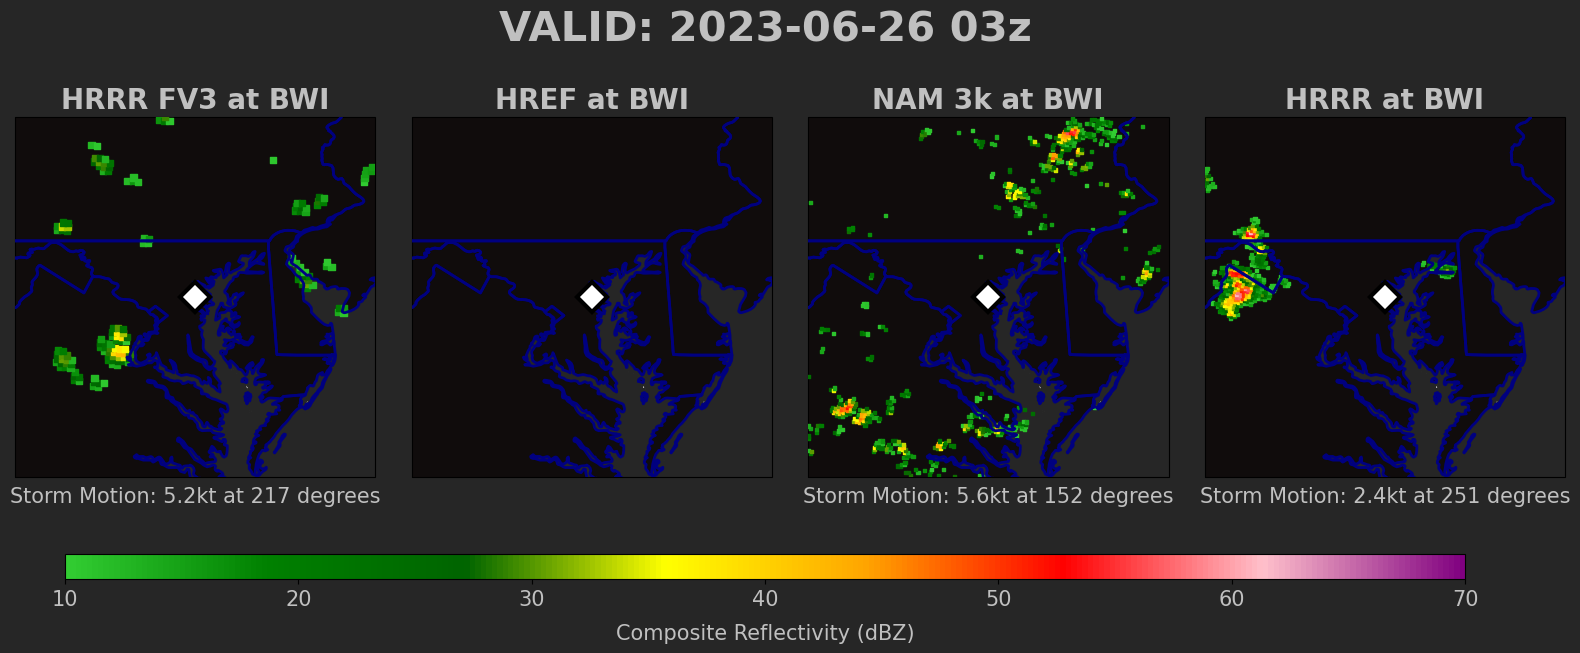 VALID: 2023-06-26 03z
HRRR FV3 at BWI
HREF at BWI
NAM 3k at BWI
HRRR at BWI
Storm Motion: 5.2kt at 217 degrees
Storm Motion: 5.6kt at 152 degrees
Storm Motion: 2.4kt at 251 degrees
10 20 30 40 50 60 70
Composite Reflectivity (dBZ)